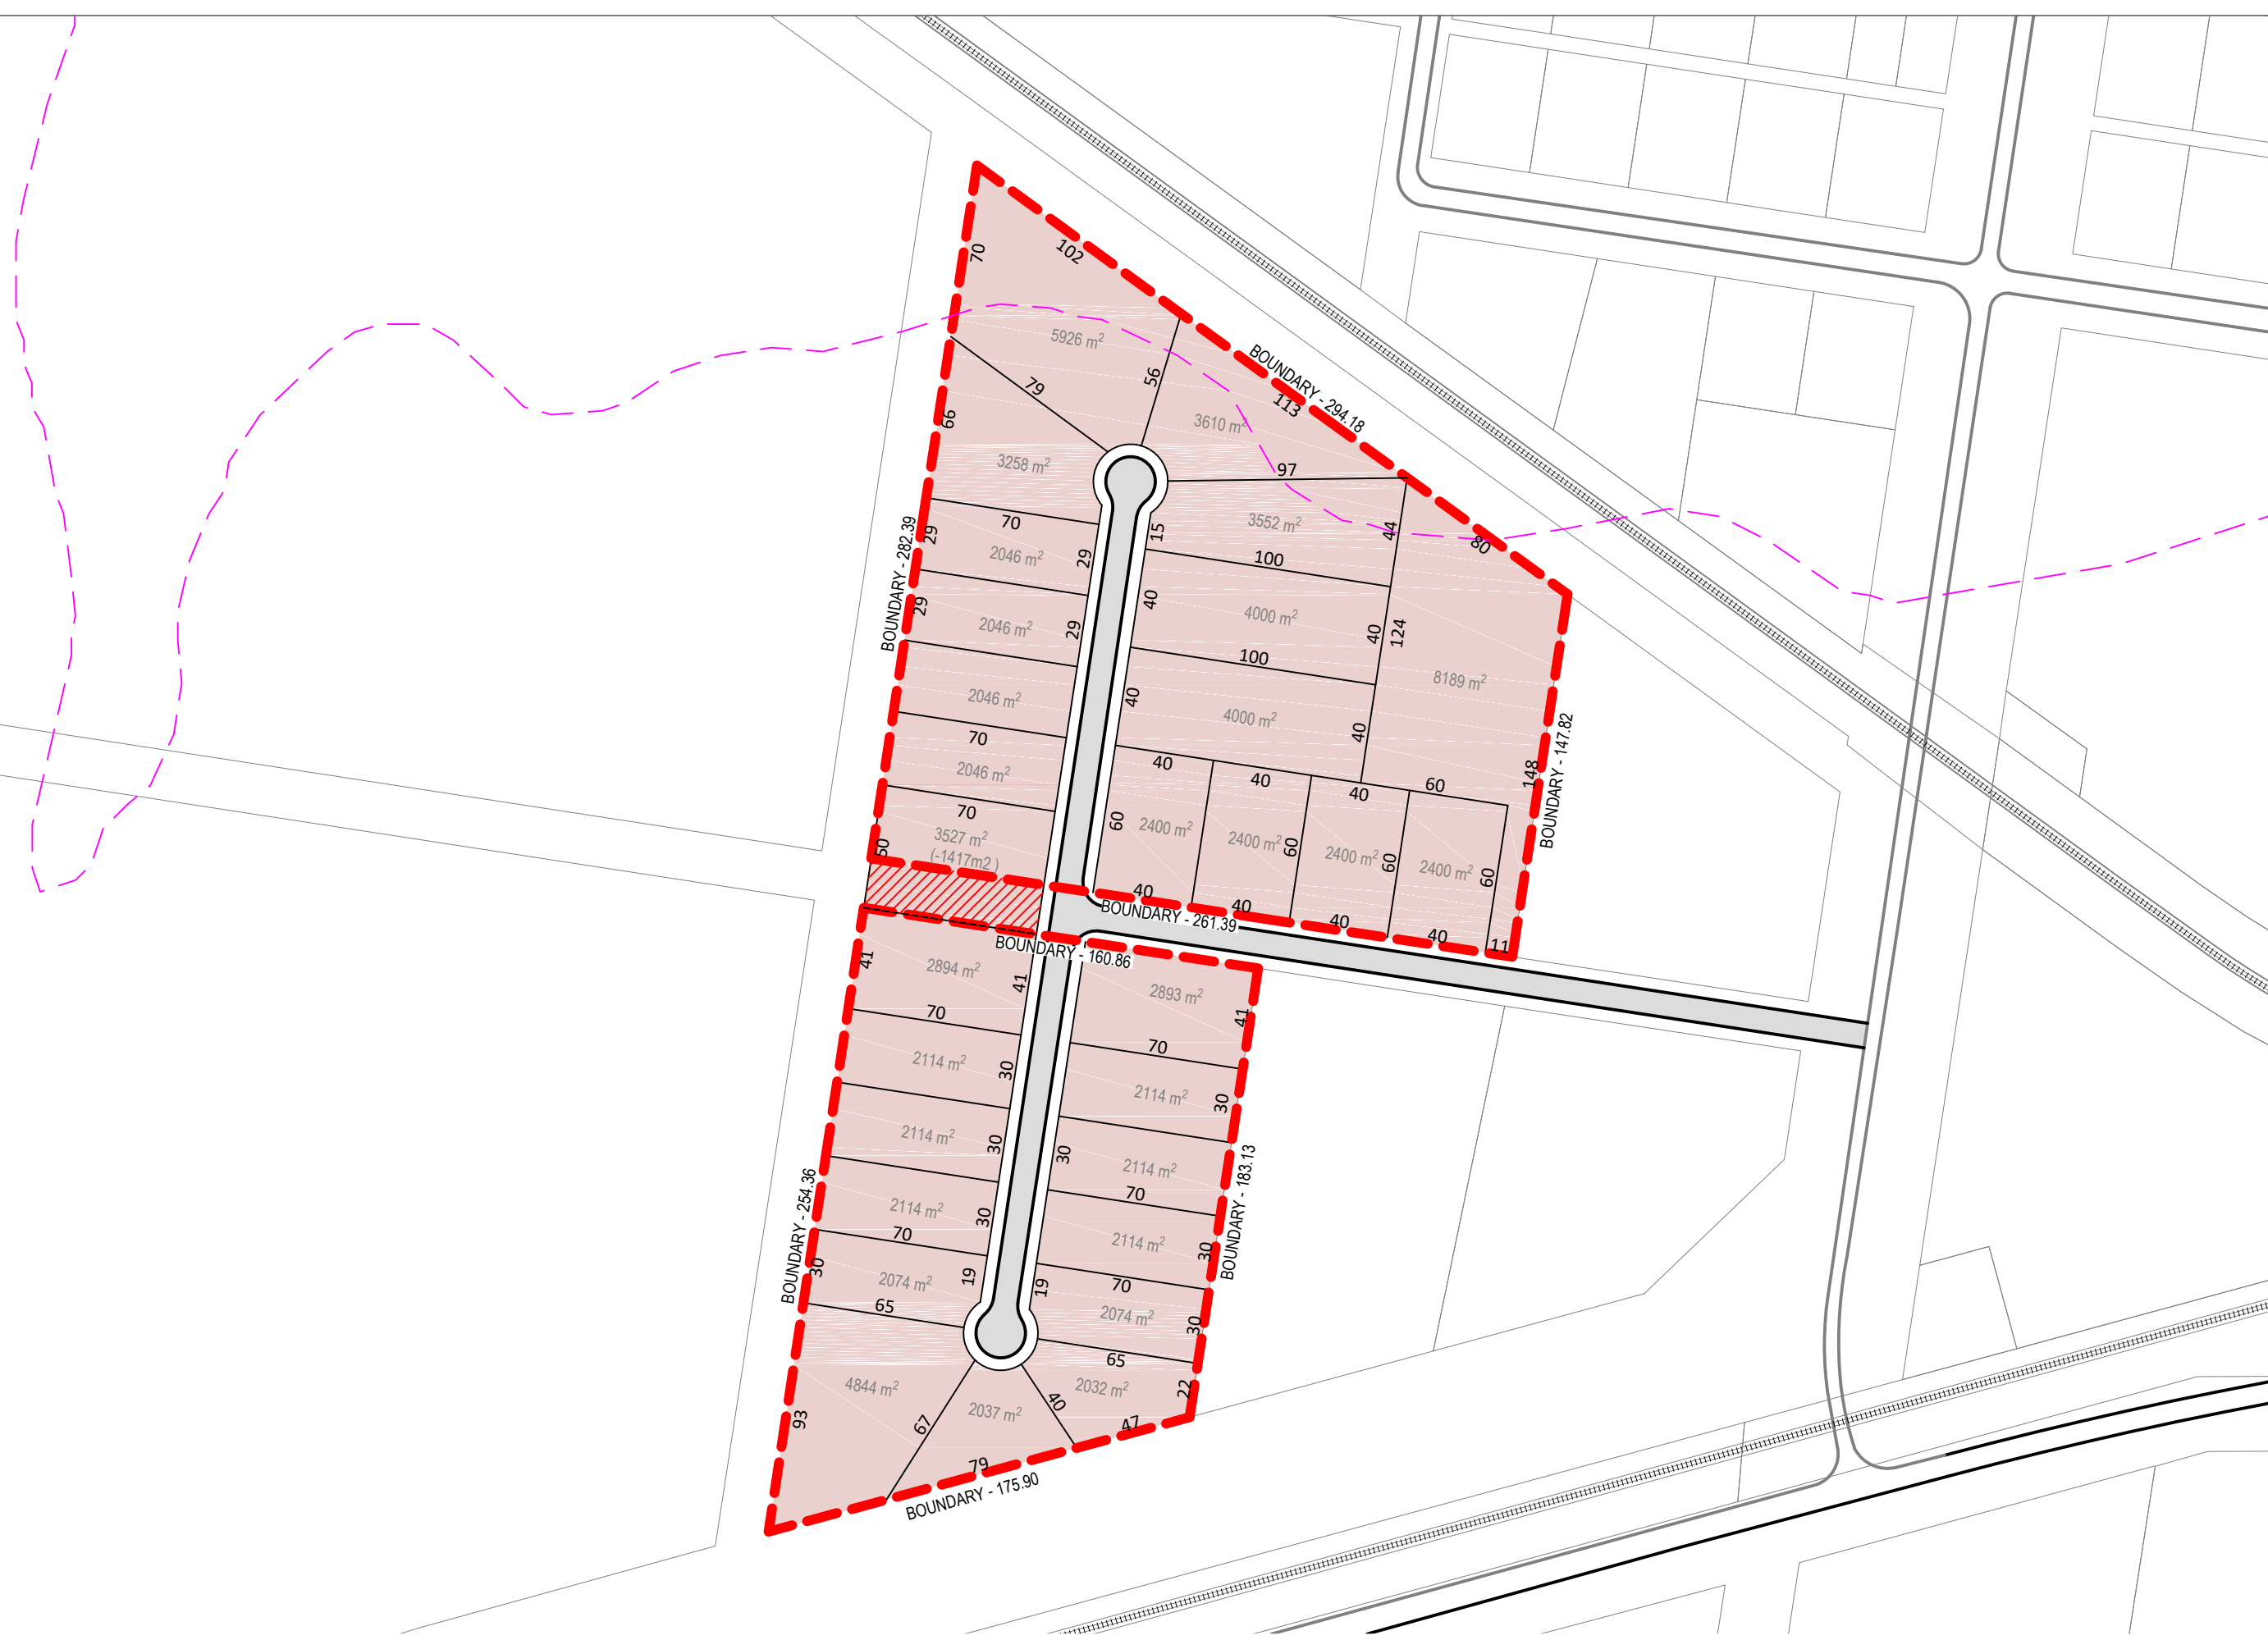 70
102
5926 m²
79
56
BOUNDARY - 294.18
113
66
3610 m²
3258 m²
97
70
15
3552 m²
44
80
BOUNDARY - 282.39
29
2046 m²
29
100
29
2046 m²
29
40
4000 m²
40
124
100
2046 m²
40
8189 m²
4000 m²
40
70
2046 m²
40
40
40
60
148
BOUNDARY - 147.82
70
3527 m²
(-1417m2 )
50
60
2400 m²
2400 m²
60
2400 m²
60
2400 m²
60
40
40
40
40
11
BOUNDARY - 261.39
BOUNDARY - 160.86
41
2894 m²
41
2893 m²
41
70
70
2114 m²
30
2114 m²
30
2114 m²
30
30
2114 m²
BOUNDARY - 183.13
BOUNDARY - 254.36
2114 m²
30
70
70
2114 m²
30
30
2074 m²
19
19
70
65
2074 m²
30
65
4844 m²
2032 m²
22
93
67
2037 m²
40
47
79
BOUNDARY - 175.90